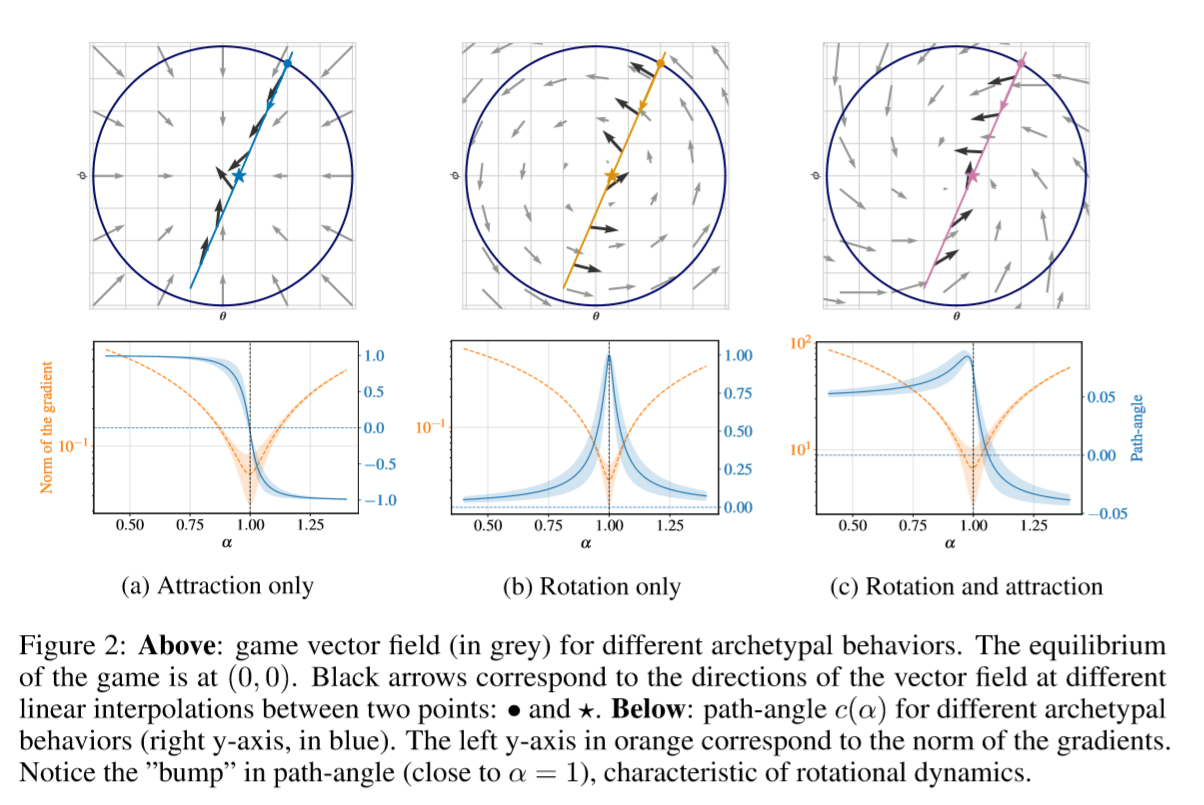 ϕ
ϕ
ϕ
θ
θ
θ
Norm of the gradient
10⁻¹
1.0
0.5
0.0
−0.5
−1.0
0.50 0.75 1.00 1.25
α
10⁻¹
1.00
0.75
0.50
0.25
0.00
0.50 0.75 1.00 1.25
α
10²
10¹
0.05
0.00
−0.05
Path-angle
0.50 0.75 1.00 1.25
α
(a) Attraction only
(b) Rotation only
(c) Rotation and attraction
Figure 2: Above: game vector field (in grey) for different archetypal behaviors. The equilibrium
of the game is at (0, 0). Black arrows correspond to the directions of the vector field at different
linear interpolations between two points: • and ⋆. Below: path-angle c(α) for different archetypal
behaviors (right y-axis, in blue). The left y-axis in orange correspond to the norm of the gradients.
Notice the ”bump” in path-angle (close to α = 1), characteristic of rotational dynamics.